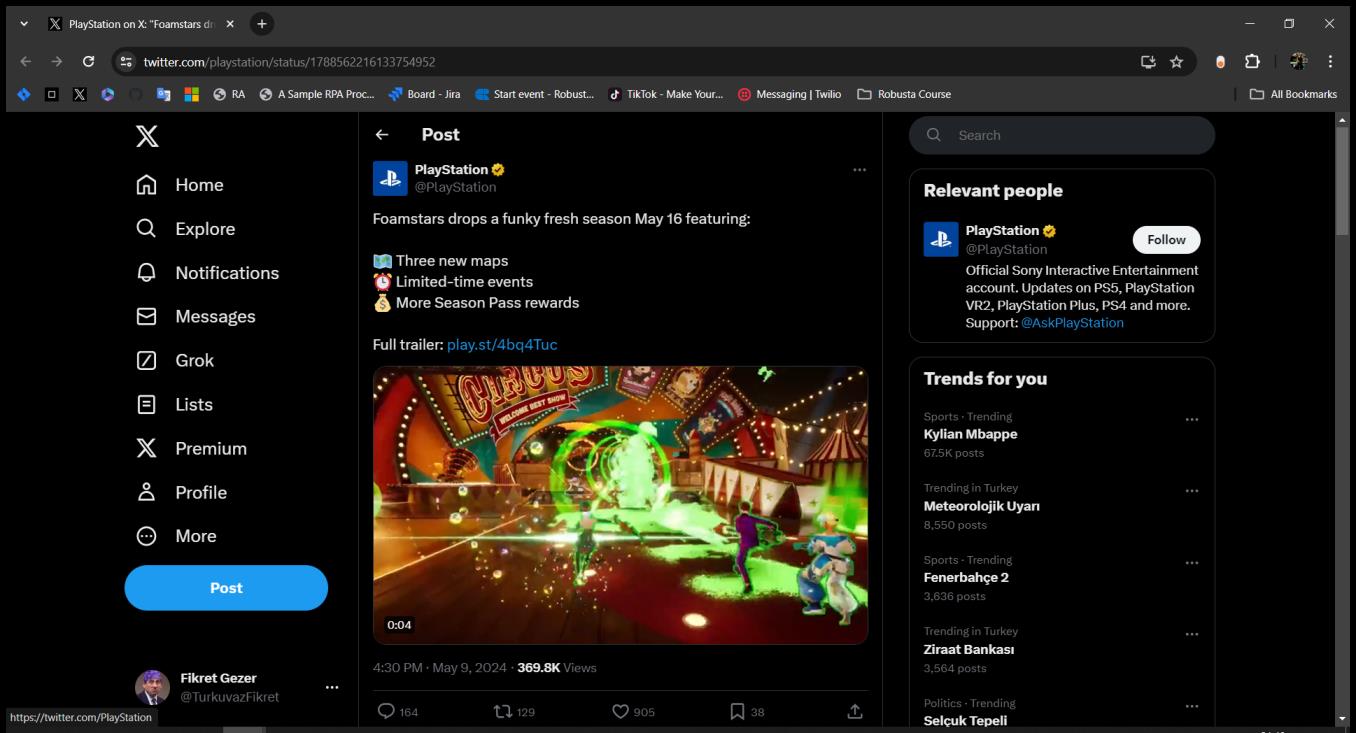 PlayStation on X: "Foamstars dr
twitter.com/playstation/status/1788562216133754952
RA
A Sample RPA Proc...
Board - Jira
Start event - Robust...
TikTok - Make Your...
Messaging | Twilio
Robusta Course
All Bookmarks
Home
Explore
Notifications
Messages
Grok
Lists
Premium
Profile
More
Post
Fikret Gezer
@TurkuvazFikret
https://twitter.com/PlayStation
Post
PlayStation
@PlayStation
Foamstars drops a funky fresh season May 16 featuring:
Three new maps
Limited-time events
More Season Pass rewards
Full trailer: play.st/4bq4Tuc
CIRCUS
WELCOME BEST SHOW
0:04
4:30 PM · May 9, 2024 · 369.8K Views
164 129 905 38
Search
Relevant people
PlayStation
@PlayStation
Follow
Official Sony Interactive Entertainment
account. Updates on PS5, PlayStation
VR2, PlayStation Plus, PS4 and more.
Support: @AskPlayStation
Trends for you
Sports · Trending
Kylian Mbappe
67.5K posts
Trending in Turkey
Meteorolojik Uyarı
8,550 posts
Sports · Trending
Fenerbahçe 2
3,636 posts
Trending in Turkey
Ziraat Bankası
3,564 posts
Politics · Trending
Selçuk Tepeli